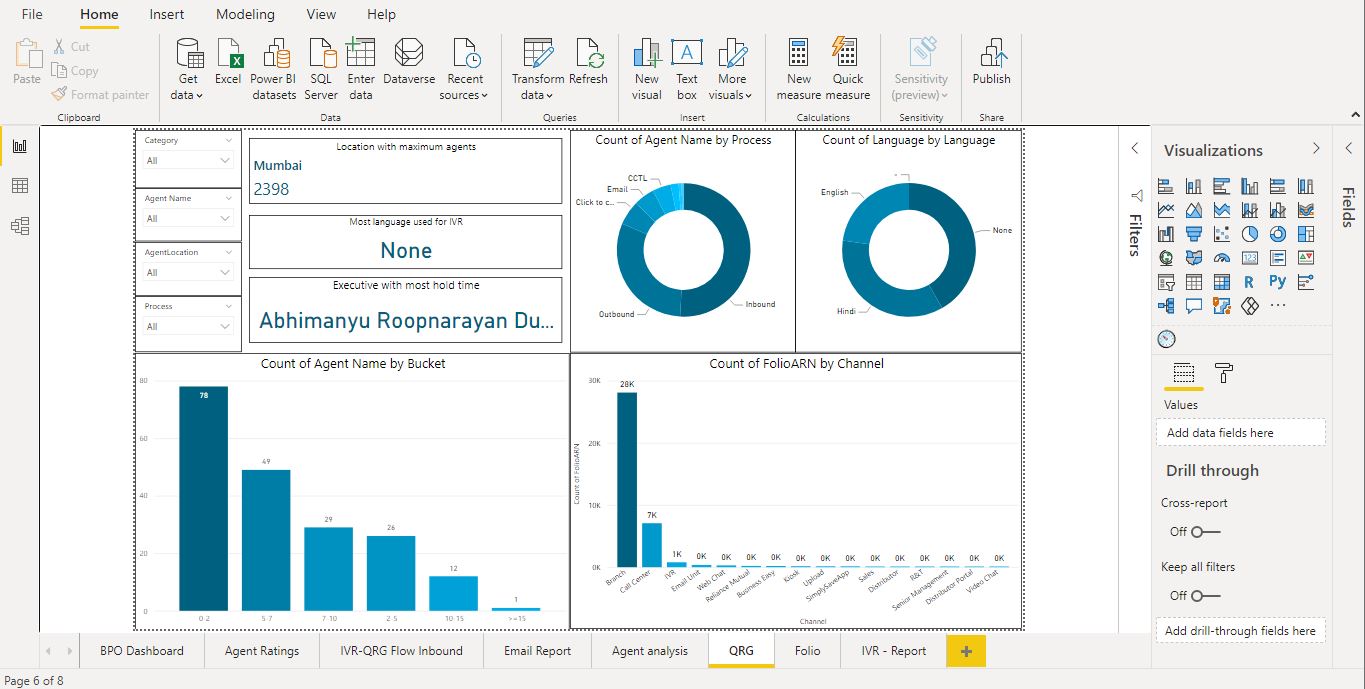 File Home Insert Modeling View Help
Paste
Cut
Copy
Format painter
Clipboard
Get data
Excel
Power BI datasets
SQL Server
Enter data
Dataverse
Recent sources
Data
Transform data
Refresh
Queries
New visual
Text box
More visuals
Insert
New measure
Quick measure
Calculations
Sensitivity (preview)
Sensitivity
Publish
Share
Category
All
Agent Name
All
AgentLocation
All
Process
All
Location with maximum agents
Mumbai
2398
Most language used for IVR
None
Executive with most hold time
Abhimanyu Roopnarayan Du...
Count of Agent Name by Process
CCTL
Email
Click to c...
Outbound
Inbound
Count of Language by Language
-
English
None
Hindi
Count of Agent Name by Bucket
80
60
40
20
0
78
49
29
26
12
1
0-2
5-7
7-10
2-5
10-15
>=15
Count of FolioARN by Channel
Count of FolioARN
30K
20K
10K
0K
28K
7K
1K
0K
0K
0K
0K
0K
0K
0K
0K
0K
0K
0K
0K
0K
Branch
Call Center
IVR
Email Unit
Web Chat
Reliance Mutual
Business Easy
Kiosk
Upload
SimplySaveApp
Sales
Distributor
R&T
Senior Management
Distributor Portal
Video Chat
Channel
Filters
Visualizations
123
R
Py
...
Values
Add data fields here
Drill through
Cross-report
Off
Keep all filters
Off
Add drill-through fields here
Fields
BPO Dashboard
Agent Ratings
IVR-QRG Flow Inbound
Email Report
Agent analysis
QRG
Folio
IVR - Report
+
Page 6 of 8